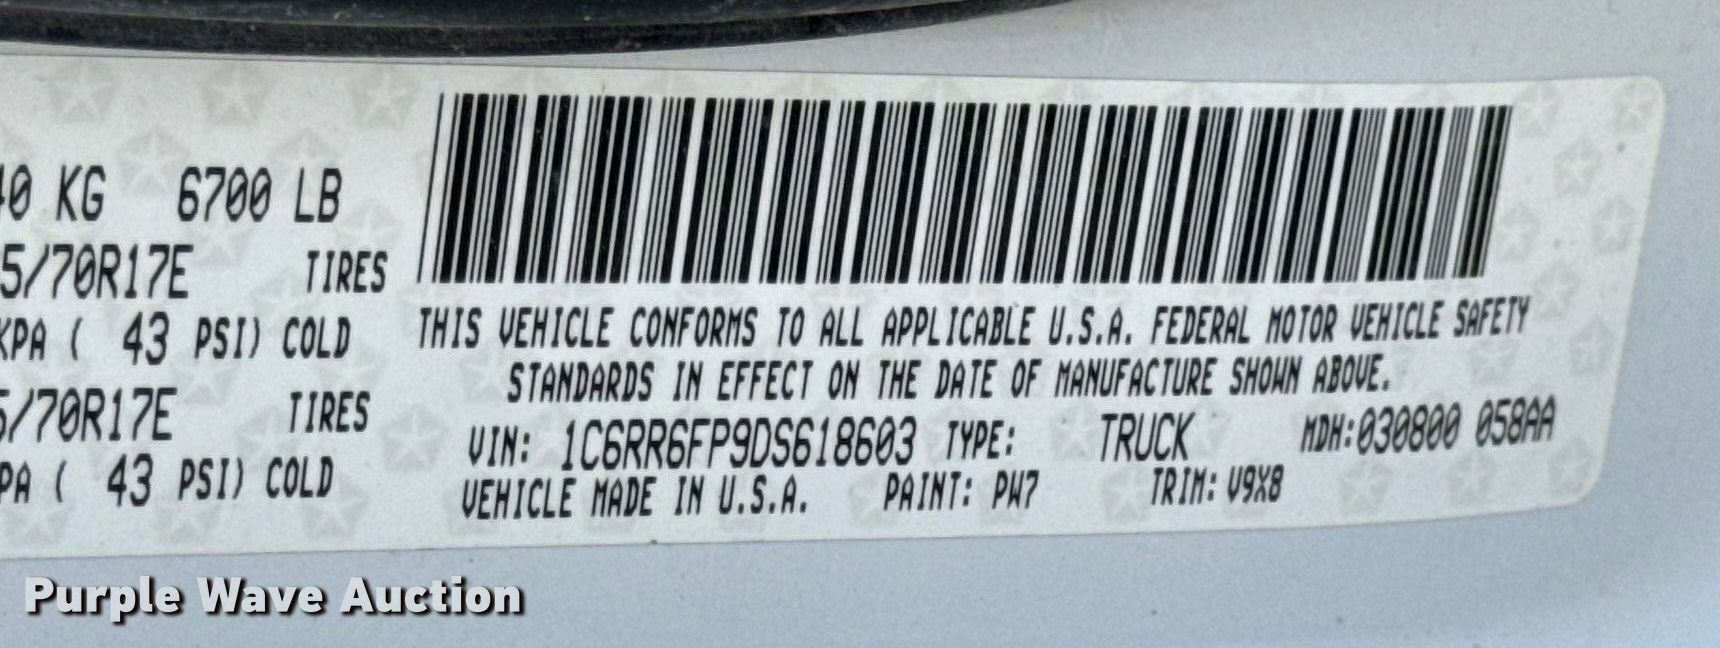 40 KG 6700 LB
5/70R17E TIRES
KPA ( 43 PSI) COLD
5/70R17E TIRES
PA ( 43 PSI) COLD
THIS VEHICLE CONFORMS TO ALL APPLICABLE U.S.A. FEDERAL MOTOR VEHICLE SAFETY
STANDARDS IN EFFECT ON THE DATE OF MANUFACTURE SHOWN ABOVE.
VIN: 1C6RR6FP9DS618603 TYPE: TRUCK MDH:030800 058AA
VEHICLE MADE IN U.S.A. PAINT: PW7 TRIM: V9X8
Purple Wave Auction